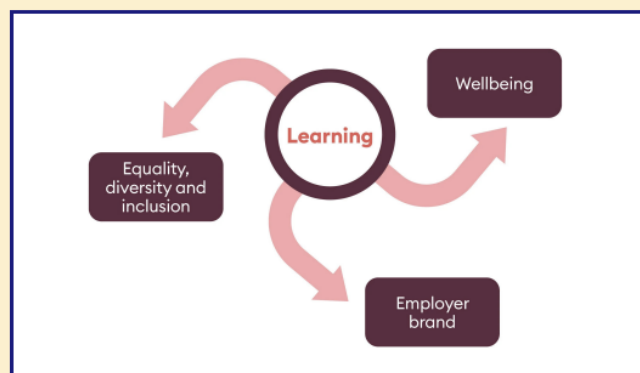 Wellbeing
Learning
Equality,
diversity and
inclusion
Employer
brand